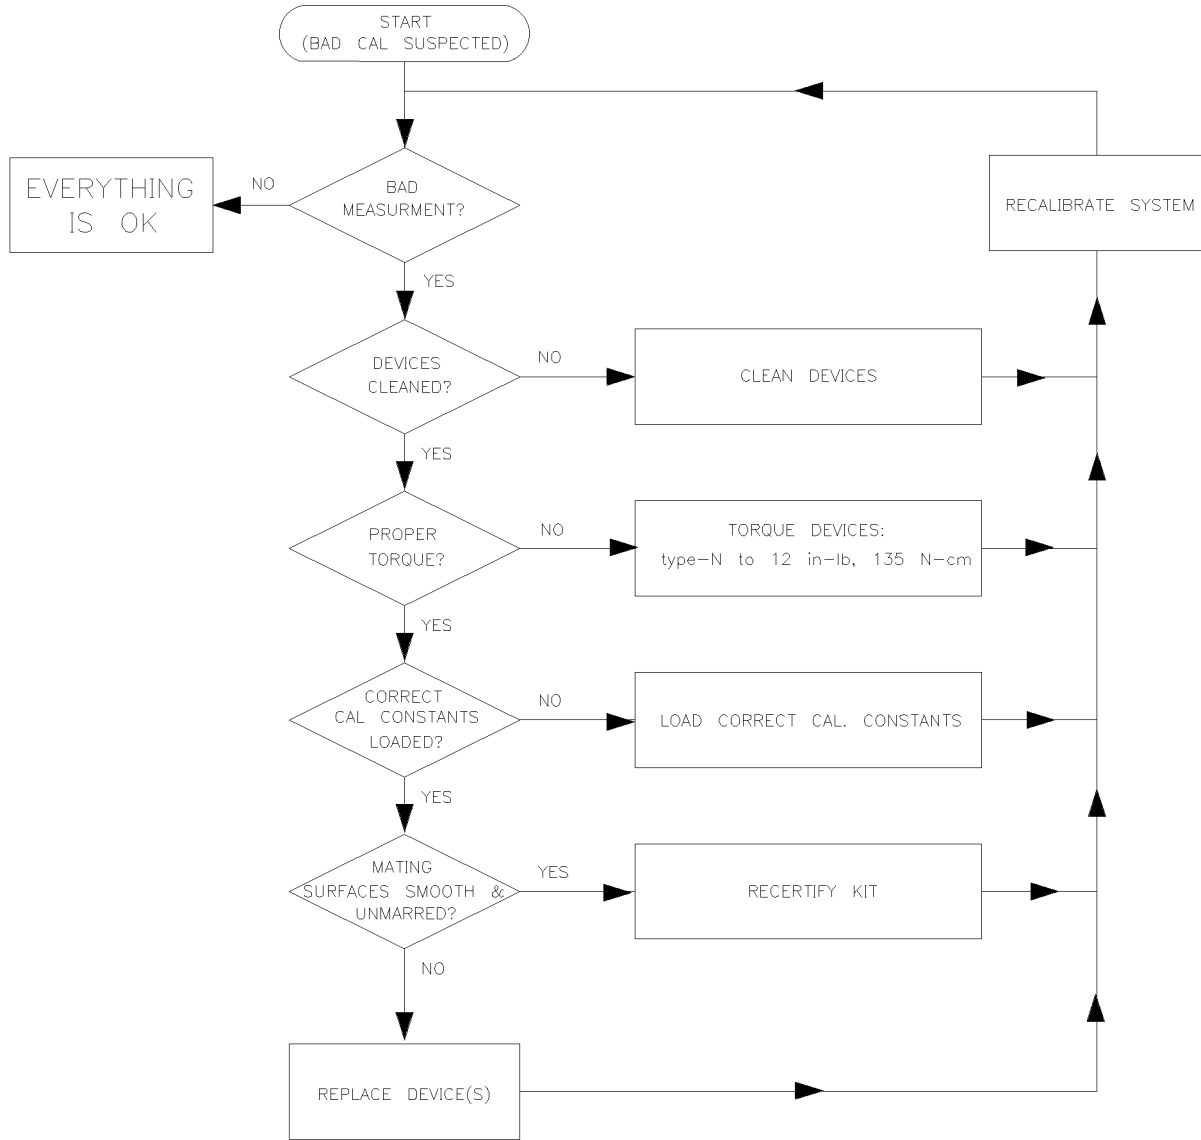 START
(BAD CAL SUSPECTED)
EVERYTHING
IS OK
NO
BAD
MEASURMENT?
RECALIBRATE SYSTEM
YES
DEVICES
CLEANED?
NO
CLEAN DEVICES
YES
PROPER
TORQUE?
NO
TORQUE DEVICES:
type-N to 12 in-lb, 135 N-cm
YES
CORRECT
CAL CONSTANTS
LOADED?
NO
LOAD CORRECT CAL. CONSTANTS
YES
MATING
SURFACES SMOOTH &
UNMARRED?
YES
RECERTIFY KIT
NO
REPLACE DEVICE(S)